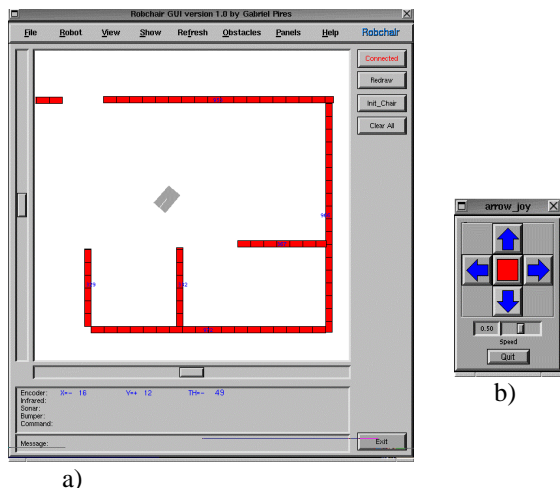 Robchair GUI version 1.0 by Gabriel Pires
File Robot View Show Refresh Obstacles Panels Help Robchair
Connected
Redraw
Init_Chair
Clear All
Encoder: X=- 16 Y=+ 12 TH=- 49
Infrared:
Sonar:
Bumper:
Command:
Message:
Exit
a)
arrow_joy
0.50
Speed
Quit
b)